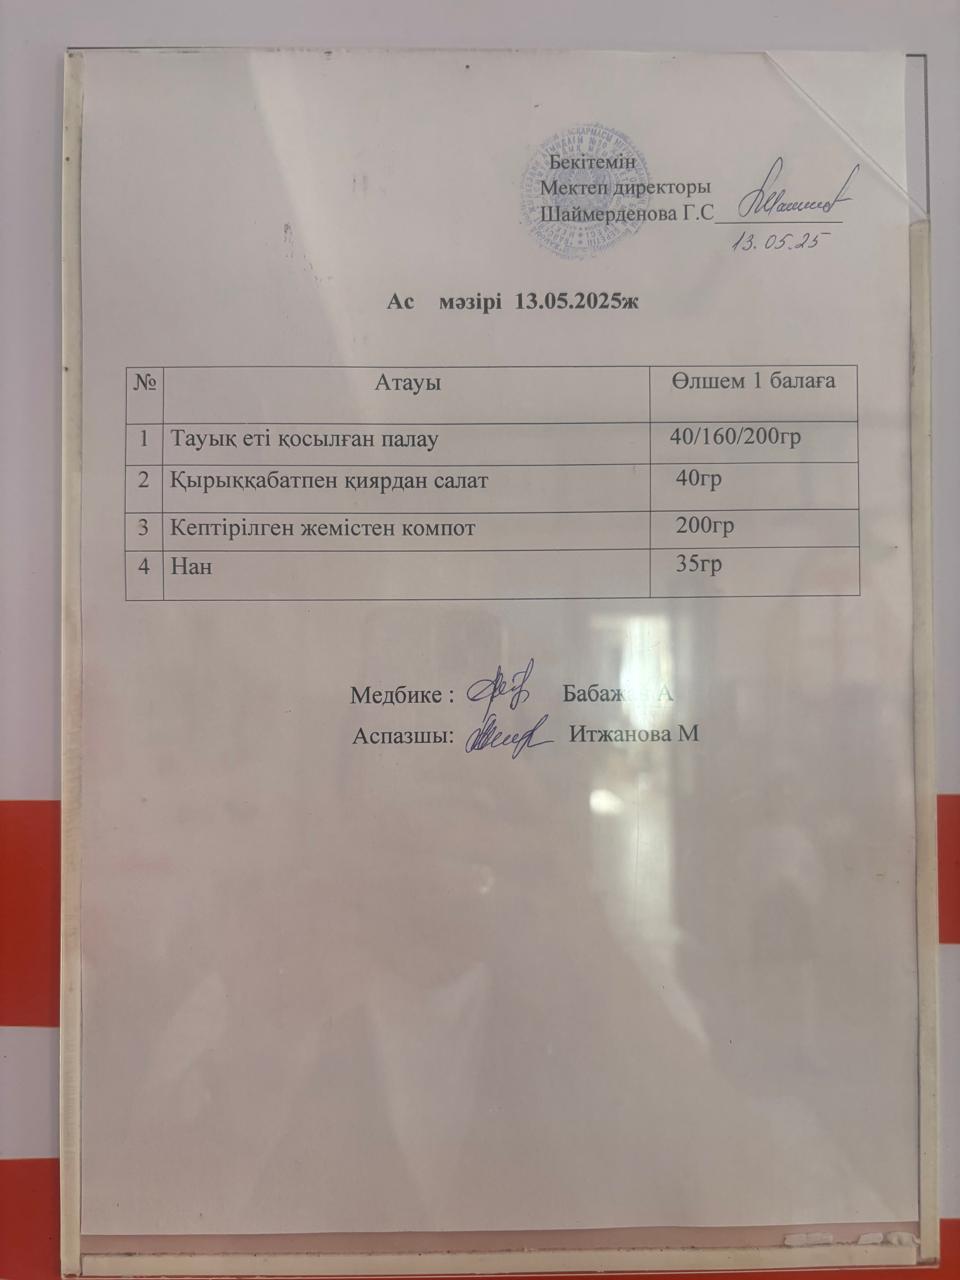 Бекітемін
Мектеп директоры
Шаймерденова Г.С
13.05.25
Ас мәзірі 13.05.2025ж
№ Атауы Өлшем 1 балаға
1 Тауық еті қосылған палау 40/160/200гр
2 Қырыққабатпен қиярдан салат 40гр
3 Кептірілген жемістен компот 200гр
4 Нан 35гр
Медбике : А
Аспазшы: Итжанова М